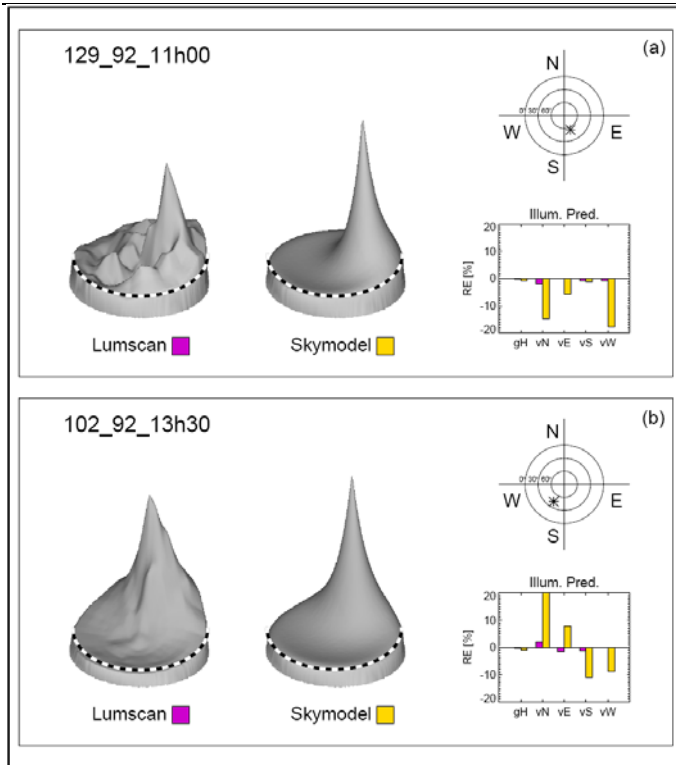 129_92_11h00
(a)
N
0° 30° 60°
W
E
S
Illum. Pred.
20
10
0
-10
-20
RE [%]
gH vN vE vS vW
Lumscan
Skymodel
102_92_13h30
(b)
N
0° 30° 60°
W
E
S
Illum. Pred.
20
10
0
-10
-20
RE [%]
gH vN vE vS vW
Lumscan
Skymodel